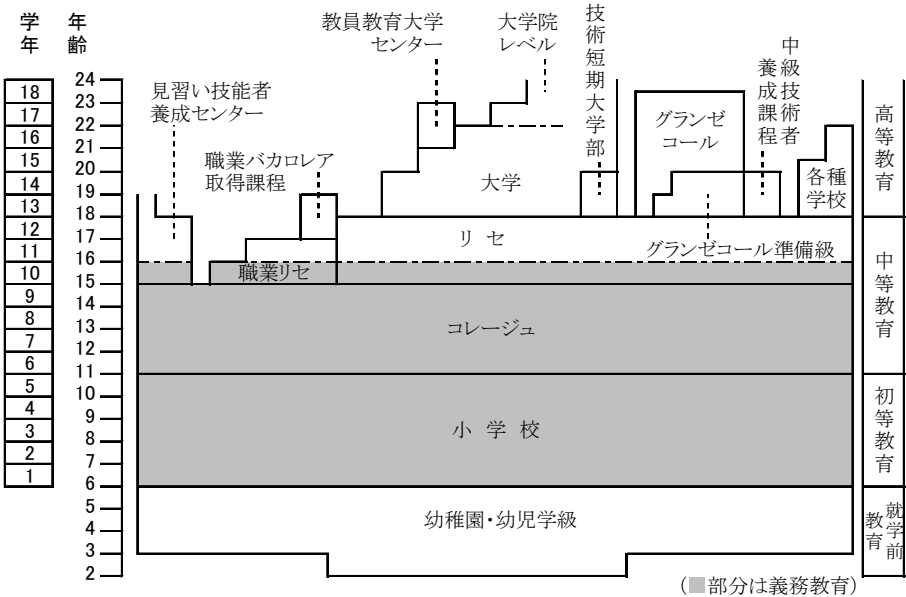 学年
年齢
教員教育大学
センター
大学院
レベル
技術短期大学部
中級技術者
養成課程
見習い技能者
養成センター
職業バカロレア
取得課程
グランゼ
コール
大学
各種
学校
リ セ
グランゼコール準備級
職業リセ
コレージュ
小 学 校
幼稚園・幼児学級
18
17
16
15
14
13
12
11
10
9
8
7
6
5
4
3
2
1
24
23
22
21
20
19
18
17
16
15
14
13
12
11
10
9
8
7
6
5
4
3
2
高等教育
中等教育
初等教育
就学前
教育
(■部分は義務教育)